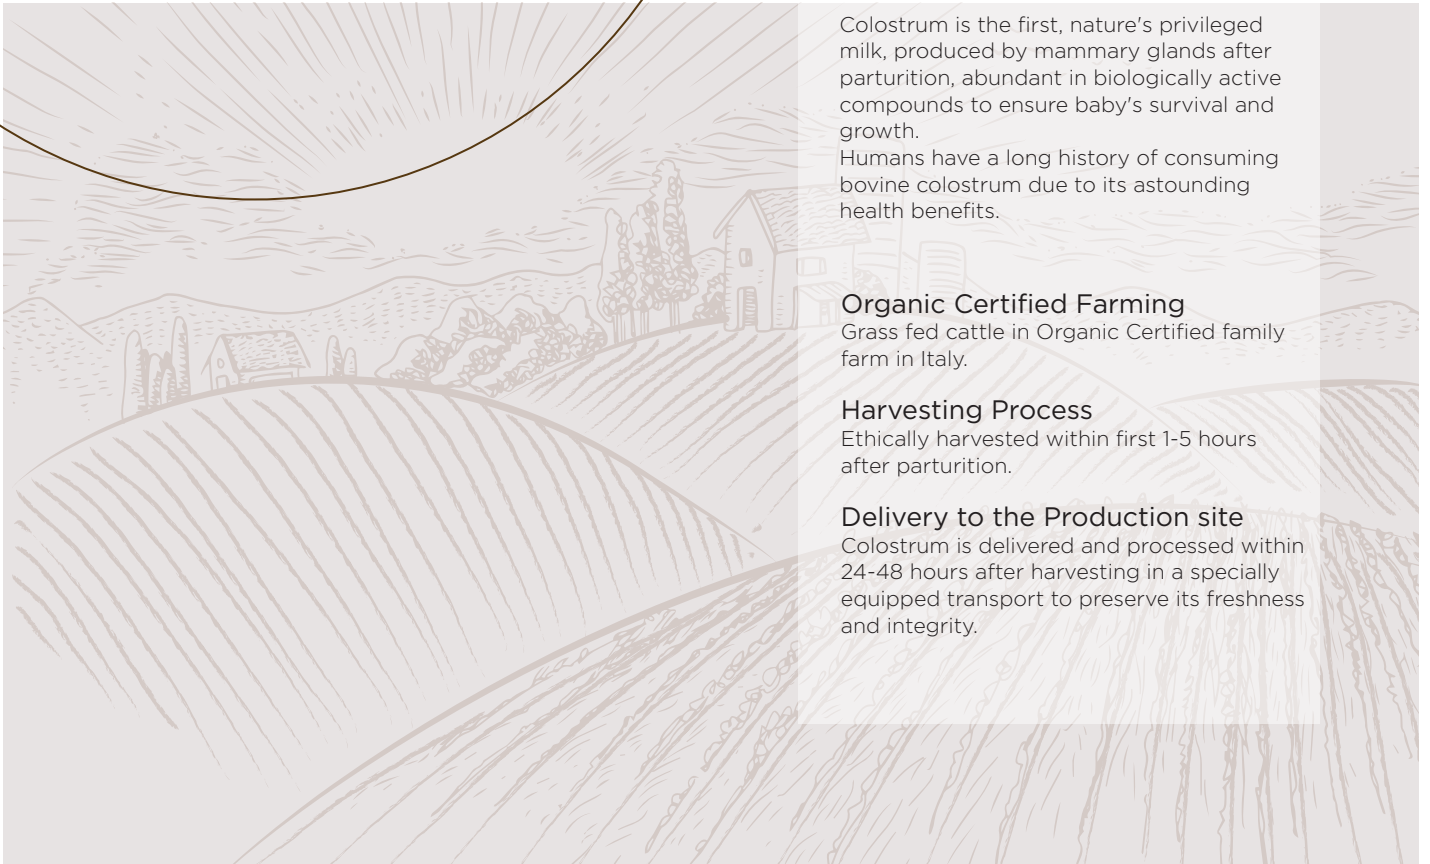 Colostrum is the first, nature's privileged
milk, produced by mammary glands after
parturition, abundant in biologically active
compounds to ensure baby's survival and
growth.
Humans have a long history of consuming
bovine colostrum due to its astounding
health benefits.
Organic Certified Farming
Grass fed cattle in Organic Certified family
farm in Italy.
Harvesting Process
Ethically harvested within first 1-5 hours
after parturition.
Delivery to the Production site
Colostrum is delivered and processed within
24-48 hours after harvesting in a specially
equipped transport to preserve its freshness
and integrity.